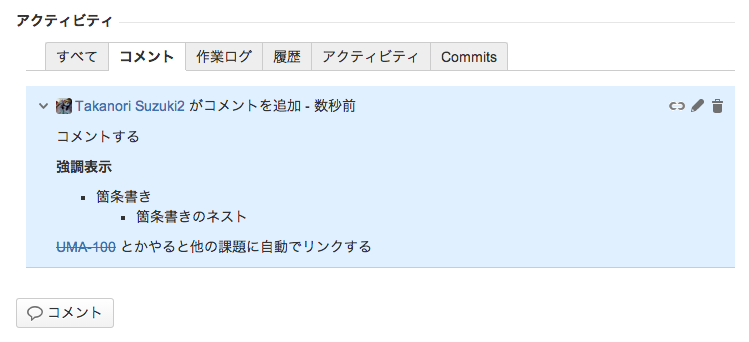 アクティビティ
すべて コメント 作業ログ 履歴 アクティビティ Commits
Takanori Suzuki2 がコメントを追加 - 数秒前
コメントする
強調表示
箇条書き
箇条書きのネスト
UMA-100 とかやると他の課題に自動でリンクする
コメント